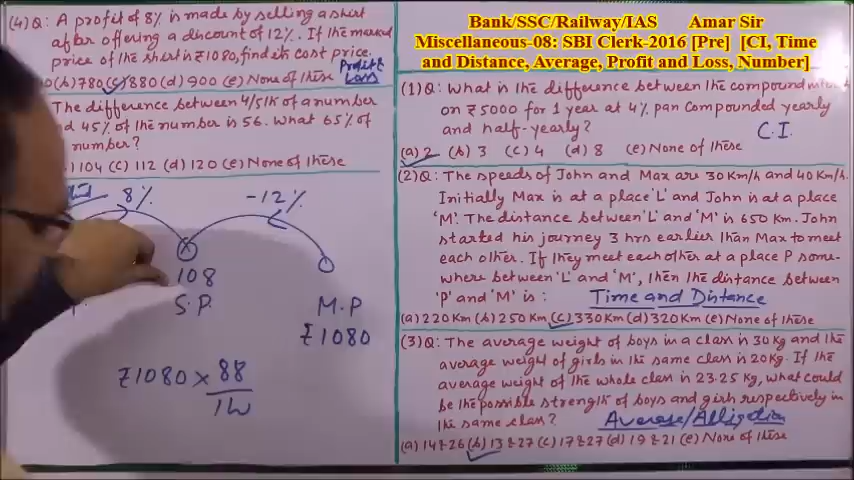 Bank/SSC/Railway/IAS Amar Sir
Miscellaneous-08: SBI Clerk-2016 [Pre] [CI, Time
and Distance, Average, Profit and Loss, Number]
(4) Q: A profit of 8% is made by selling a shirt
after offering a discount of 12%. If the marked
price of the shirt is ₹1080, find its cost price.
0(b) 780 (c) 880 (d) 900 (e) None of these
Profit &
Loss
The difference between 4/5th of a number
d 45% of the number is 56. What 65% of
number?
104 (c) 112 (d) 120 (e) None of these
8% -12%
108
S.P. M.P
₹1080
₹1080 × 88
(1) Q: What is the difference between the compound
on ₹5000 for 1 year at 4% pan compounded yearly
and half-yearly?
C.I.
(a) 2 (b) 3 (c) 4 (d) 8 (e) None of these
(2) Q: The speeds of John and Max are 30 Km/h and 40 Km/h.
Initially Max is at a place 'L' and John is at a place
'M'. The distance between 'L' and 'M' is 650 km. John
started his journey 3 hrs earlier than Max to meet
each other. If they meet each other at a place P some-
where between 'L' and 'M', then the distance between
'P' and 'M' is: Time and Distance
(a) 220 Km (b) 250 Km (c) 330 Km (d) 320 Km (e) None of these
(3) Q: The average weight of boys in a class is 30 Kg and the
average weight of girls in the same class is 20 Kg. If the
average weight of the whole class is 23.25 Kg, what could
be the possible strength of boys and girls respectively in
the same class? Average/Alligation
(a) 14 & 26 (b) 13 & 27 (c) 17 & 27 (d) 19 & 21 (e) None of these